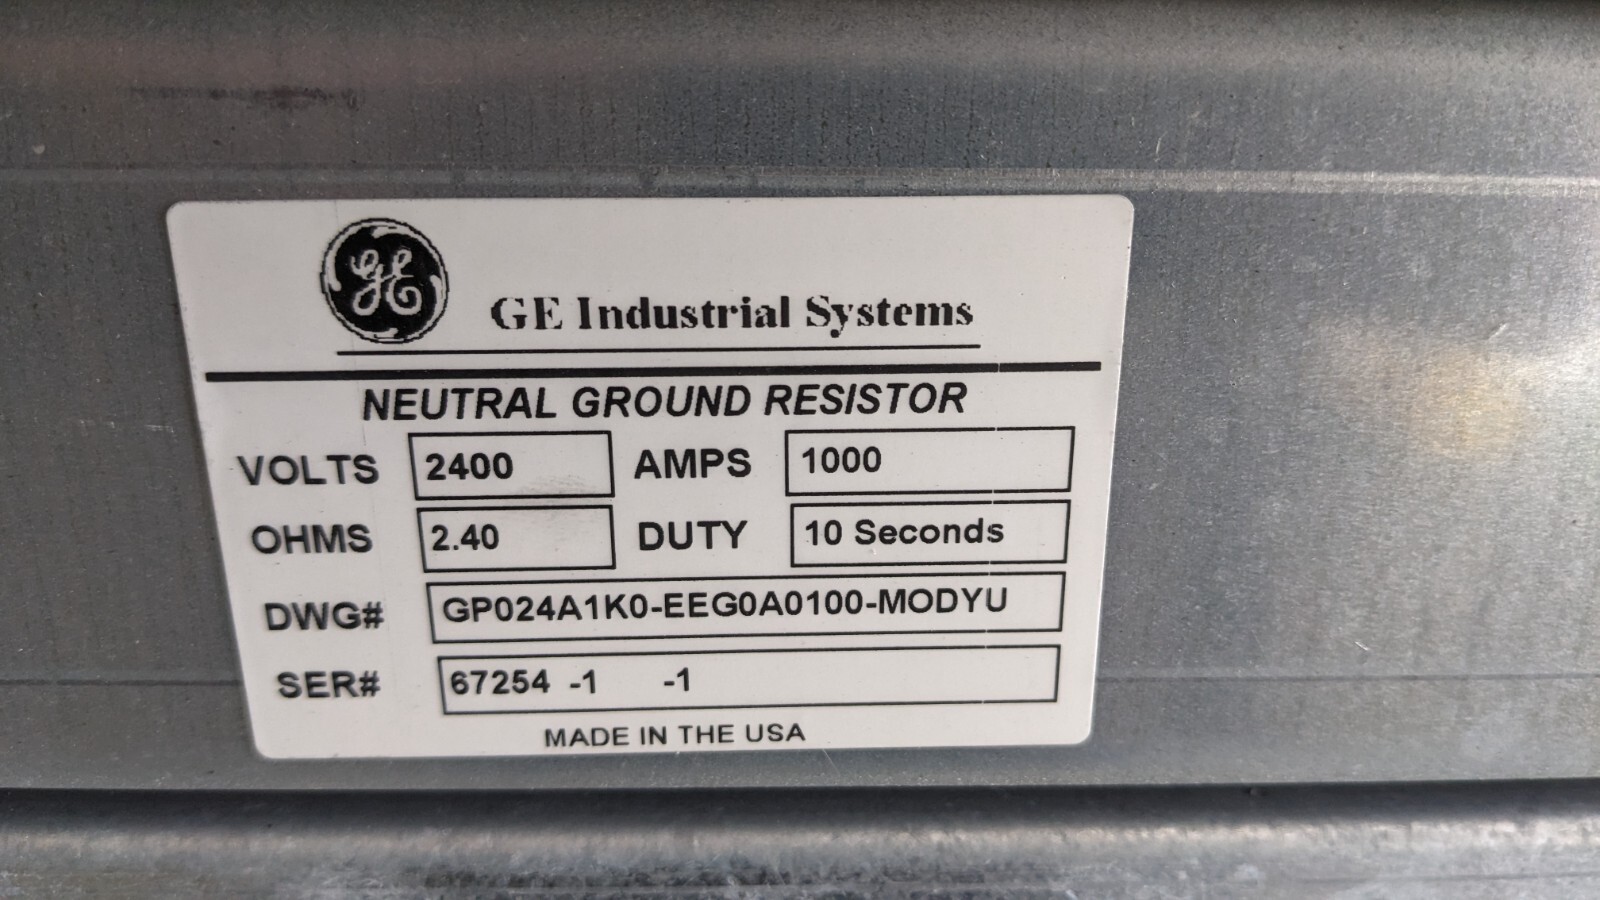 GE GE Industrial Systems
NEUTRAL GROUND RESISTOR
VOLTS 2400 AMPS 1000
OHMS 2.40 DUTY 10 Seconds
DWG# GP024A1K0-EEG0A0100-MODYU
SER# 67254 -1 -1
MADE IN THE USA